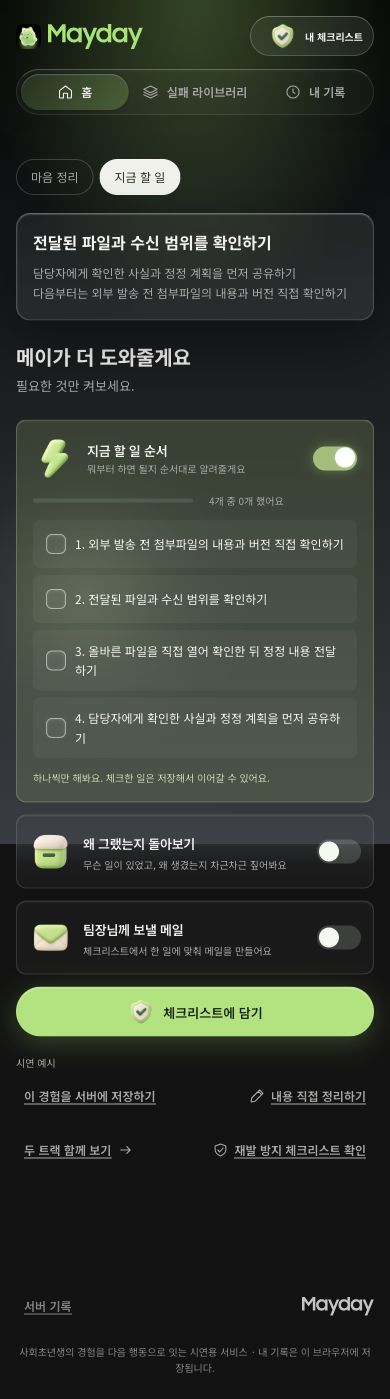 Mayday
내 체크리스트
홈
실패 라이브러리
내 기록
마음 정리
지금 할 일
전달된 파일과 수신 범위를 확인하기
담당자에게 확인한 사실과 정정 계획을 먼저 공유하기
다음부터는 외부 발송 전 첨부파일의 내용과 버전 직접 확인하기
메이가 더 도와줄게요
필요한 것만 켜보세요.
지금 할 일 순서
뭐부터 하면 될지 순서대로 알려줄게요
4개 중 0개 했어요
1. 외부 발송 전 첨부파일의 내용과 버전 직접 확인하기
2. 전달된 파일과 수신 범위를 확인하기
3. 올바른 파일을 직접 열어 확인한 뒤 정정 내용 전달
하기
4. 담당자에게 확인한 사실과 정정 계획을 먼저 공유하
기
하나씩만 해봐요. 체크한 일은 저장해서 이어갈 수 있어요.
왜 그랬는지 돌아보기
무슨 일이 있었고, 왜 생겼는지 차근차근 짚어봐요
팀장님께 보낼 메일
체크리스트에서 한 일에 맞춰 메일을 만들어요
체크리스트에 담기
시연 예시
이 경험을 서버에 저장하기
내용 직접 정리하기
두 트랙 함께 보기 →
재발 방지 체크리스트 확인
서버 기록
Mayday
사회초년생의 경험을 다음 행동으로 잇는 시연용 서비스 · 내 기록은 이 브라우저에 저
장됩니다.